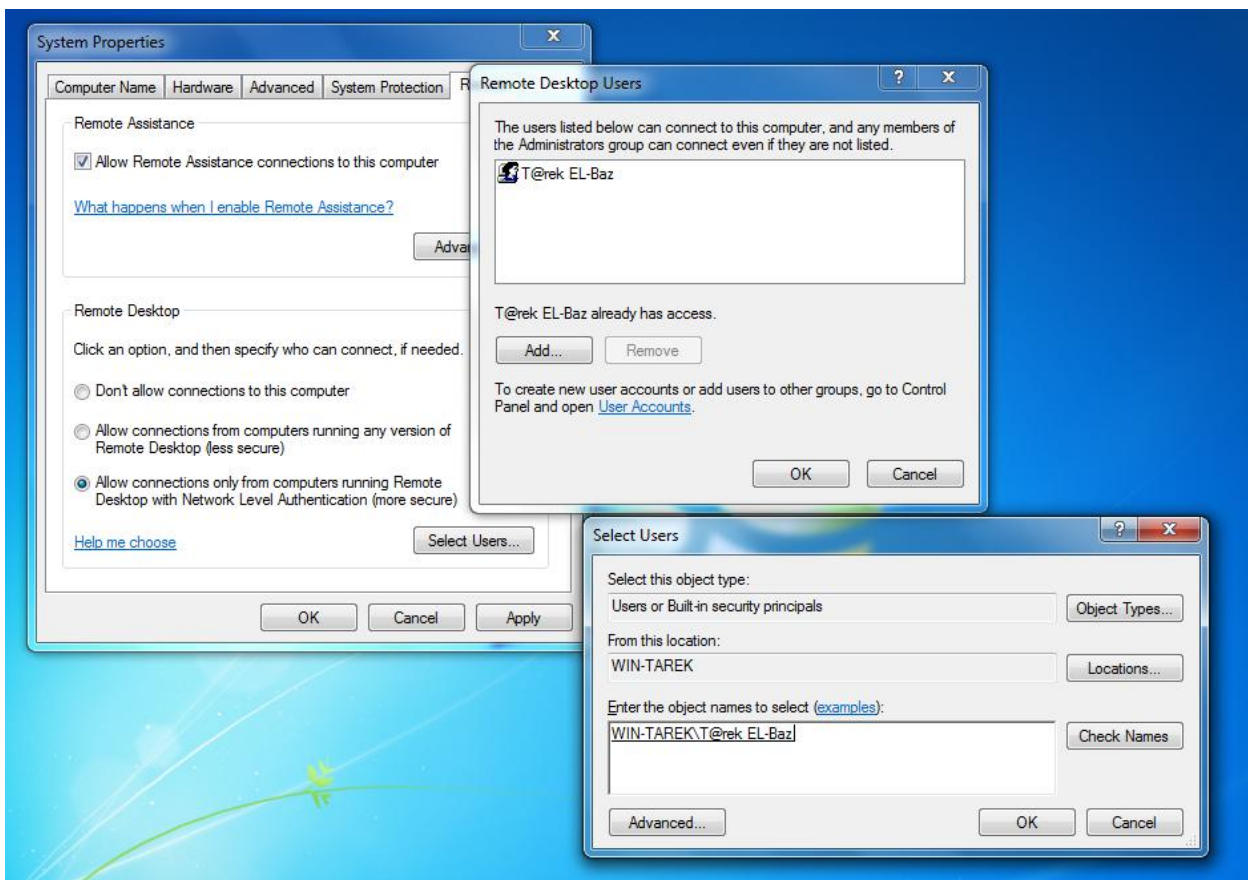 System Properties
Computer Name
Hardware
Advanced
System Protection
R
Remote Assistance
Allow Remote Assistance connections to this computer
What happens when I enable Remote Assistance?
Advan
Remote Desktop
Click an option, and then specify who can connect, if needed.
Don't allow connections to this computer
Allow connections from computers running any version of
Remote Desktop (less secure)
Allow connections only from computers running Remote
Desktop with Network Level Authentication (more secure)
Help me choose
Select Users...
OK
Cancel
Apply
Remote Desktop Users
The users listed below can connect to this computer, and any members of
the Administrators group can connect even if they are not listed.
T@rek EL-Baz
T@rek EL-Baz already has access.
Add...
Remove
To create new user accounts or add users to other groups, go to Control
Panel and open User Accounts.
OK
Cancel
Select Users
Select this object type:
Users or Built-in security principals
Object Types...
From this location:
WIN-TAREK
Locations...
Enter the object names to select (examples):
WIN-TAREK\T@rek EL-Baz
Check Names
Advanced...
OK
Cancel